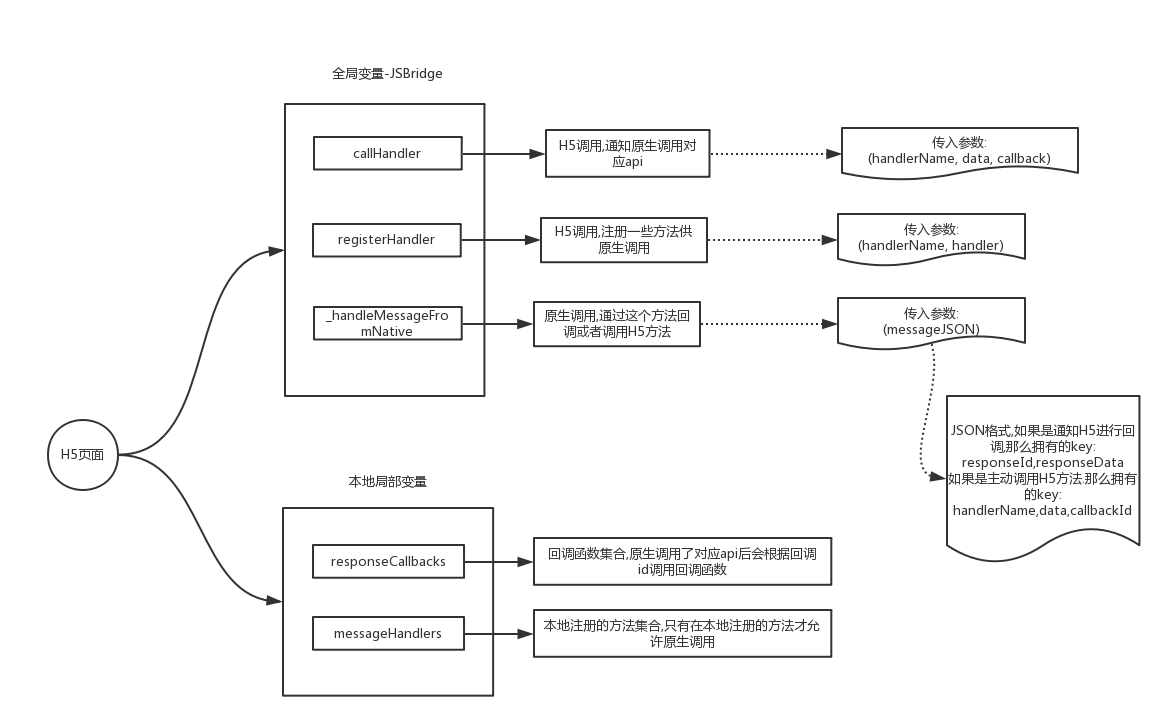 全局变量-JSBridge
callHandler
H5调用,通知原生调用对
应api
传入参数:
(handlerName, data, callback)
registerHandler
H5调用,注册一些方法供
原生调用
传入参数:
(handlerName, handler)
_handleMessageFro
mNative
原生调用,通过这个方法回
调或者调用H5方法
传入参数:
(messageJSON)
JSON格式,如果是通知H5进行回
调,那么拥有的key:
responseId,responseData
如果是主动调用H5方法.那么拥有
的key:
handlerName,data,callbackId
H5页面
本地局部变量
responseCallbacks
回调函数集合,原生调用了对应api后会根据回调
id调用回调函数
messageHandlers
本地注册的方法集合,只有在本地注册的方法才允
许原生调用